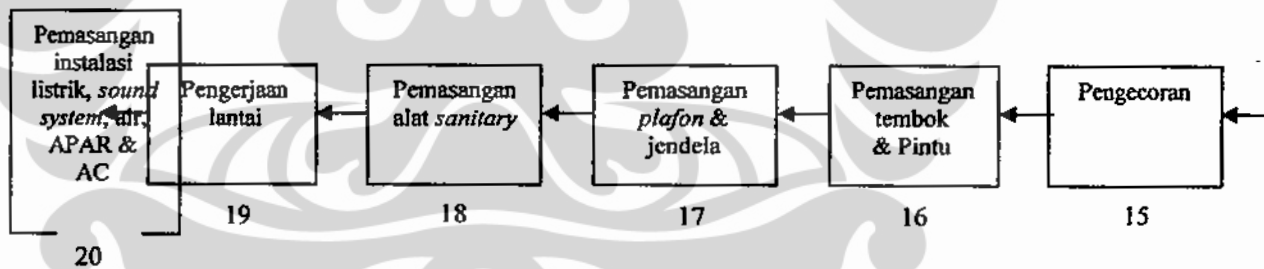 Pemasangan
instalasi
listrik, sound
system, air,
APAR &
AC
20
Pengerjaan
lantai
19
Pemasangan
alat sanitary
18
Pemasangan
plafon &
jendela
17
Pemasangan
tembok
& Pintu
16
Pengecoran
15